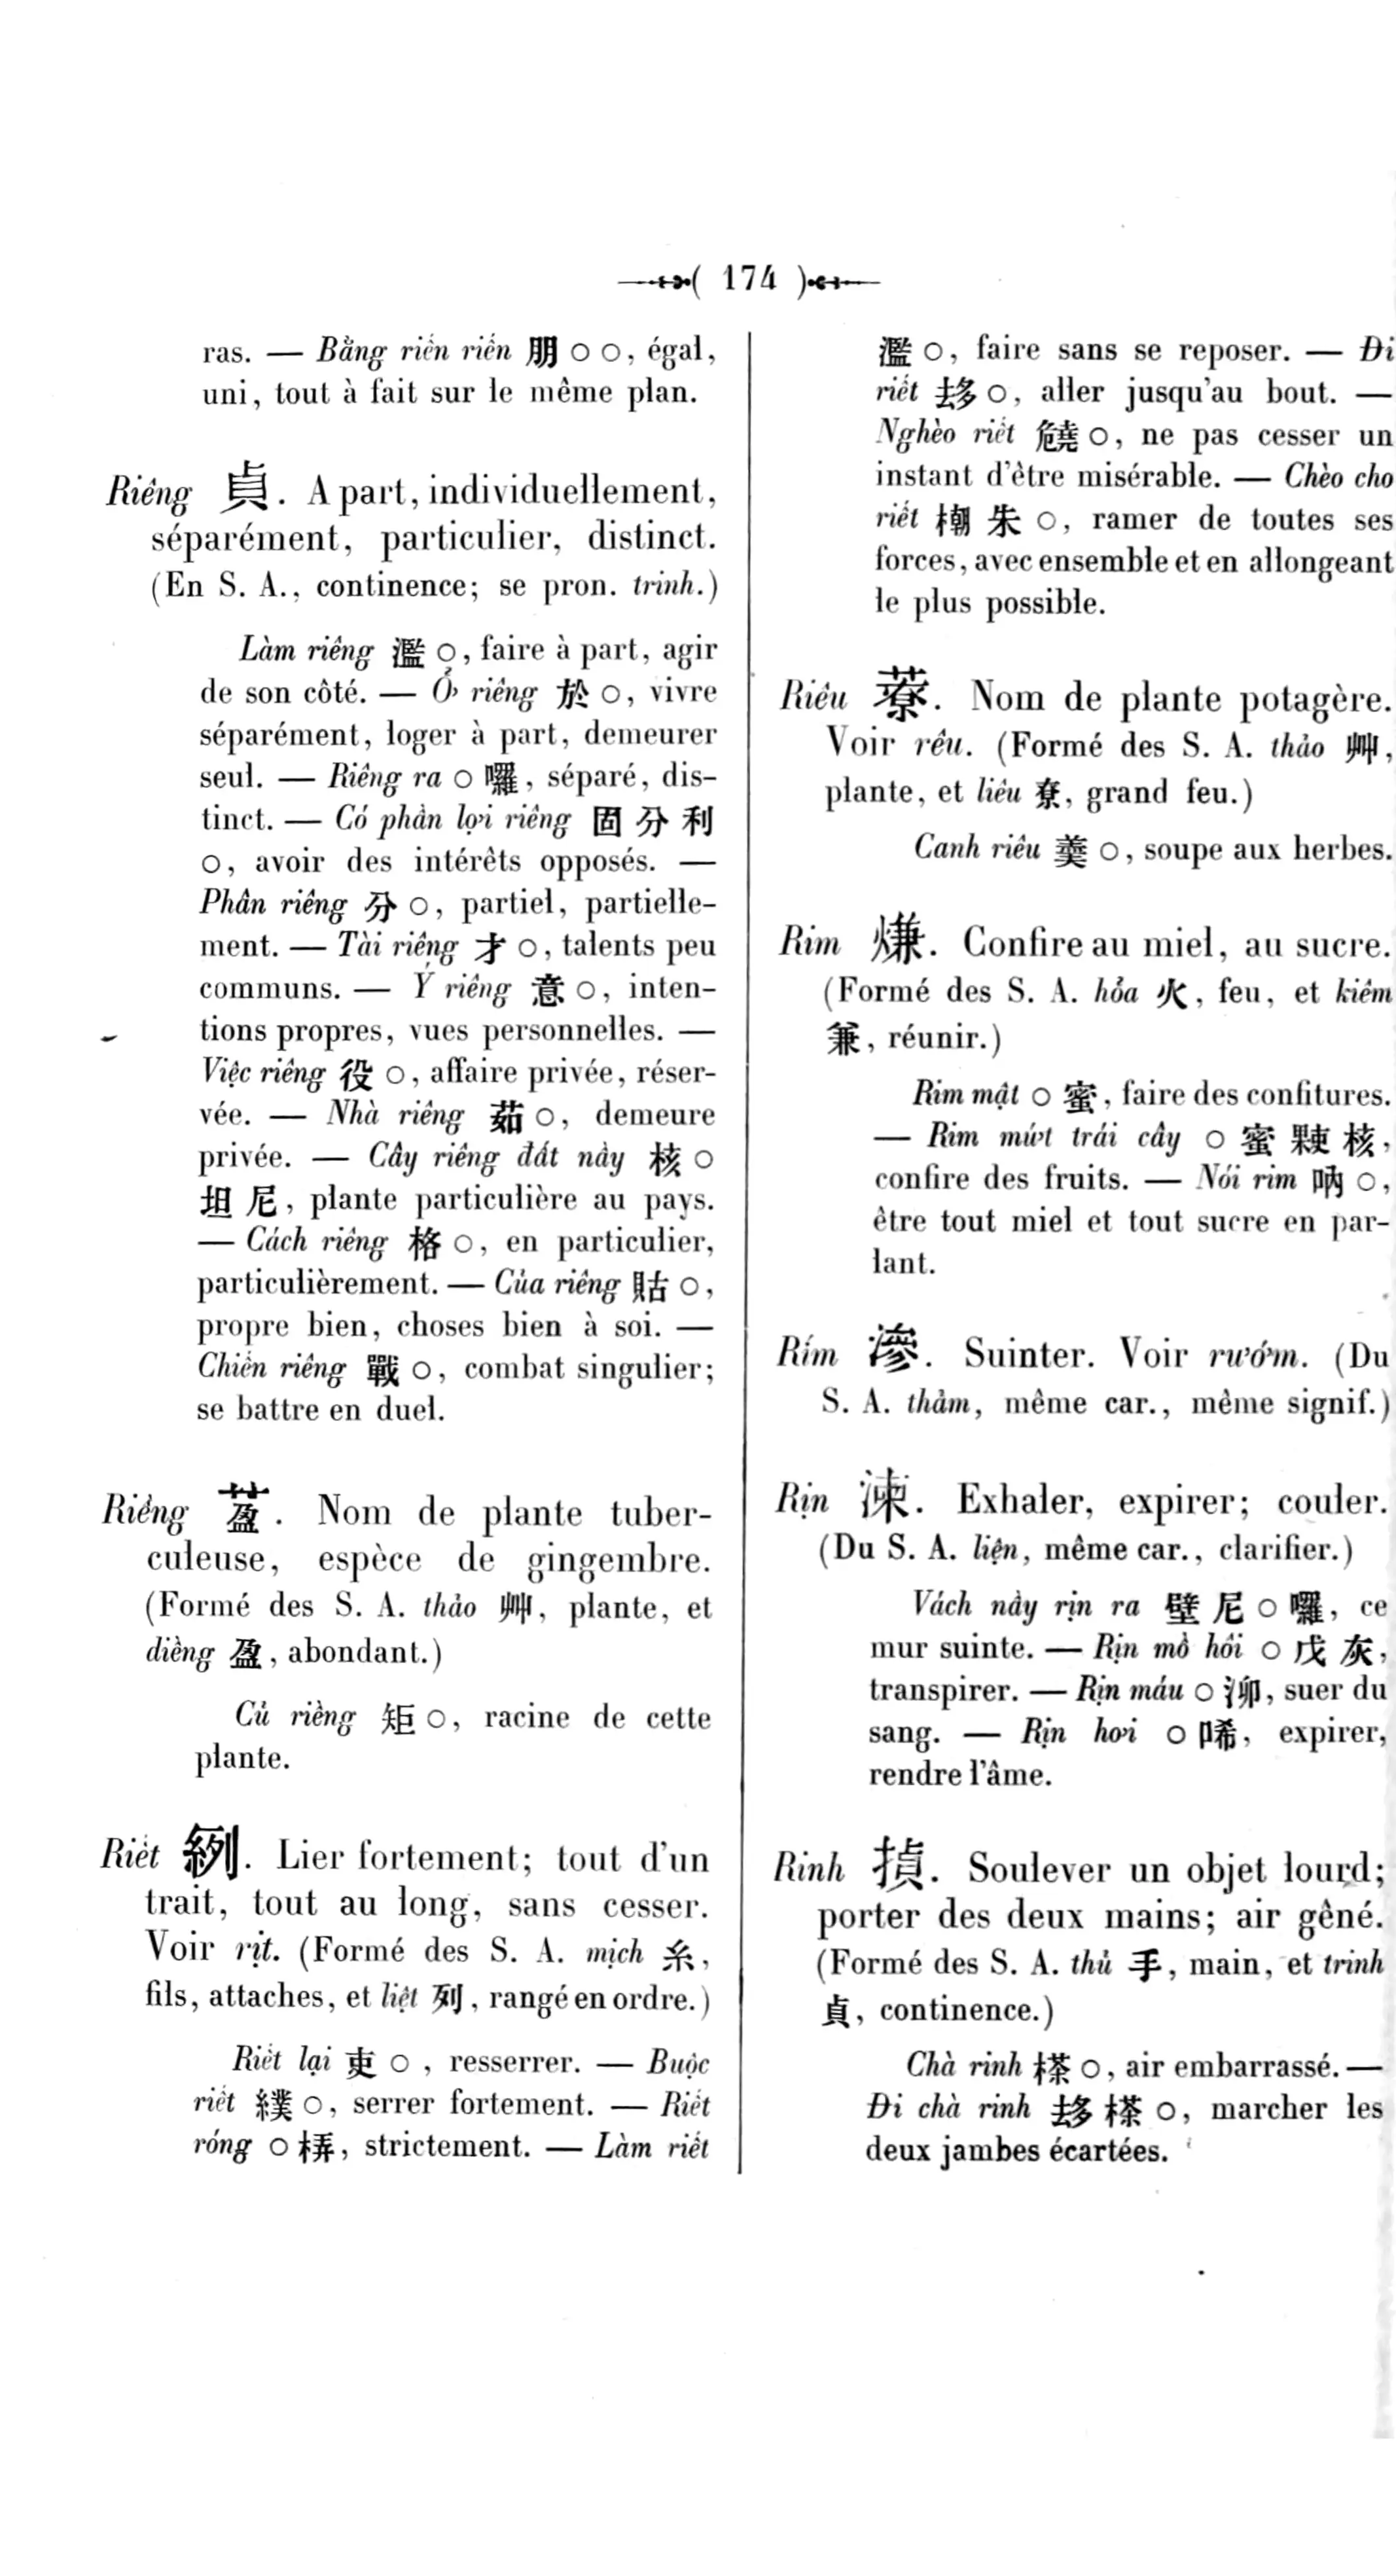 ( 174 )
ras. — Bằng riến riến 朋 ○ ○, égal,
uni, tout à fait sur le même plan.
Riêng 貞. A part, individuellement,
séparément, particulier, distinct.
(En S. A., continence; se pron. trinh.)
Làm riêng 濫 ○, faire à part, agir
de son côté. — Ở riêng 於 ○, vivre
séparément, loger à part, demeurer
seul. — Riêng ra ○ 囉, séparé, dis-
tinct. — Có phần lợi riêng 固 分 利
○, avoir des intérêts opposés. —
Phân riêng 分 ○, partiel, partielle-
ment. — Tài riêng 才 ○, talents peu
communs. — Ý riêng 意 ○, inten-
tions propres, vues personnelles. —
Việc riêng 役 ○, affaire privée, réser-
vée. — Nhà riêng 茹 ○, demeure
privée. — Cây riêng đất nầy 核 ○
坦 尼, plante particulière au pays.
— Cách riêng 格 ○, en particulier,
particulièrement. — Của riêng 貼 ○,
propre bien, choses bien à soi. —
Chiến riêng 戰 ○, combat singulier;
se battre en duel.
Riềng 𦹷. Nom de plante tuber-
culeuse, espèce de gingembre.
(Formé des S. A. thảo 艸, plante, et
diềng 盈, abondant.)
Củ riềng 矩 ○, racine de cette
plante.
Riết 綟. Lier fortement; tout d'un
trait, tout au long, sans cesser.
Voir rịt. (Formé des S. A. mịch 糸,
fils, attaches, et liệt 列, rangé en ordre.)
Riết lại 吏 ○, resserrer. — Buộc
riết 纀 ○, serrer fortement. — Riết
róng ○ 梇, strictement. — Làm riết
濫 ○, faire sans se reposer. — Đi
riết 𠫾 ○, aller jusqu'au bout. —
Nghèo riết ○, ne pas cesser un
instant d'être misérable. — Chèo cho
riết 朱 ○, ramer de toutes ses
forces, avec ensemble et en allongeant
le plus possible.
Riêu 藔. Nom de plante potagère.
Voir rêu. (Formé des S. A. thảo 艸,
plante, et liêu 尞, grand feu.)
Canh riêu 羹 ○, soupe aux herbes.
Rim 熑. Confire au miel, au sucre.
(Formé des S. A. hỏa 火, feu, et kiêm
兼, réunir.)
Rim mật ○ 蜜, faire des confitures.
— Rim mứt trái cây ○ 蜜 𣛤 核,
confire des fruits. — Nói rim 吶 ○,
être tout miel et tout sucre en par-
lant.
Rím 滲. Suinter. Voir rướm. (Du
S. A. thảm, même car., même signif.)
Rịn 湅. Exhaler, expirer; couler.
(Du S. A. liện, même car., clarifier.)
Vách nầy rịn ra 壁 尼 ○ 囉, ce
mur suinte. — Rịn mồ hôi ○ 戊 灰,
transpirer. — Rịn máu ○ 泖, suer du
sang. — Rịn hơi ○ 唏, expirer,
rendre l'âme.
Rinh 揁. Soulever un objet lourd;
porter des deux mains; air gêné.
(Formé des S. A. thủ 手, main, et trinh
貞, continence.)
Chà rinh 搽 ○, air embarrassé. —
Đi chà rinh 𠫾 搽 ○, marcher les
deux jambes écartées.